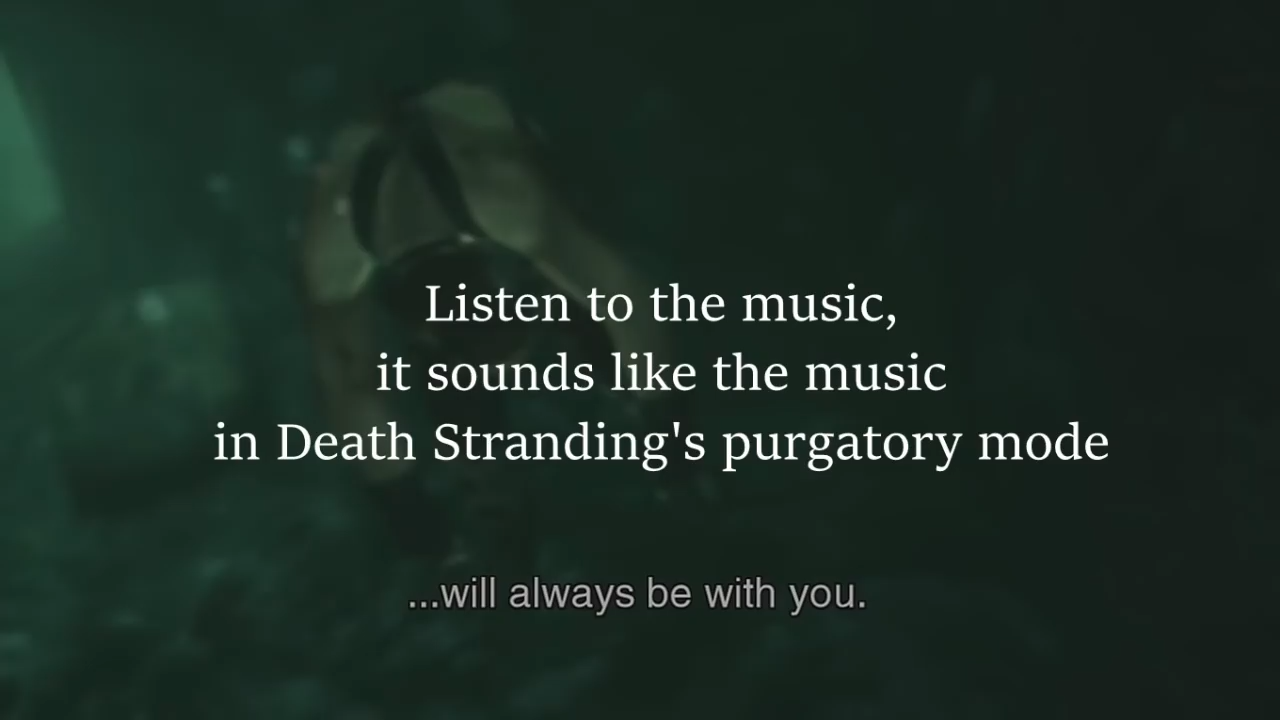 Listen to the music,
it sounds like the music
in Death Stranding's purgatory mode
...will always be with you.